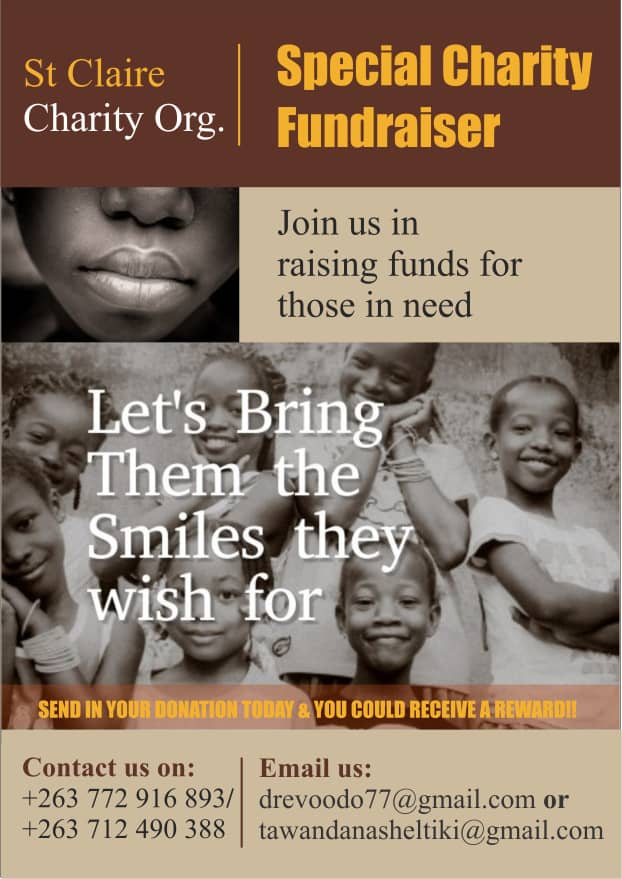 St Claire
Charity Org.
Special Charity
Fundraiser
Join us in
raising funds for
those in need
Let's Bring
Them the
Smiles they
wish for
SEND IN YOUR DONATION TODAY & YOU COULD RECEIVE A REWARD!!
Contact us on:
+263 772 916 893/
+263 712 490 388
Email us:
drevoodo77@gmail.com or
tawandanasheltiki@gmail.com